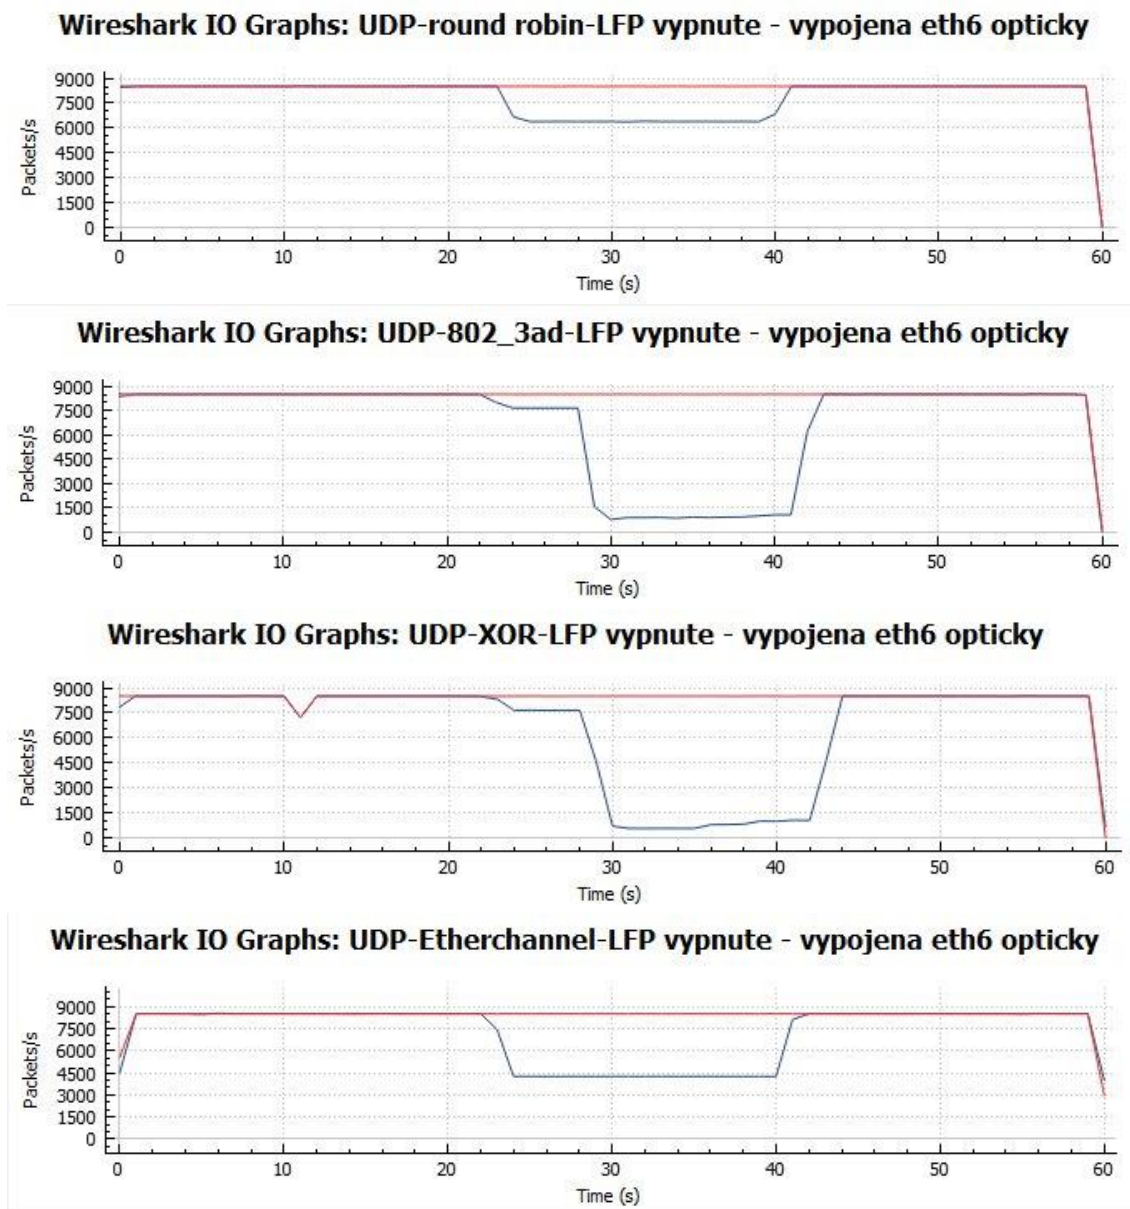 Wireshark IO Graphs: UDP-round robin-LFP vypnute - vypojena eth6 opticky
Packets/s
9000
7500
6000
4500
3000
1500
0
0 10 20 30 40 50 60
Time (s)
Wireshark IO Graphs: UDP-802_3ad-LFP vypnute - vypojena eth6 opticky
Packets/s
9000
7500
6000
4500
3000
1500
0
0 10 20 30 40 50 60
Time (s)
Wireshark IO Graphs: UDP-XOR-LFP vypnute - vypojena eth6 opticky
Packets/s
9000
7500
6000
4500
3000
1500
0
0 10 20 30 40 50 60
Time (s)
Wireshark IO Graphs: UDP-Etherchannel-LFP vypnute - vypojena eth6 opticky
Packets/s
9000
7500
6000
4500
3000
1500
0
0 10 20 30 40 50 60
Time (s)